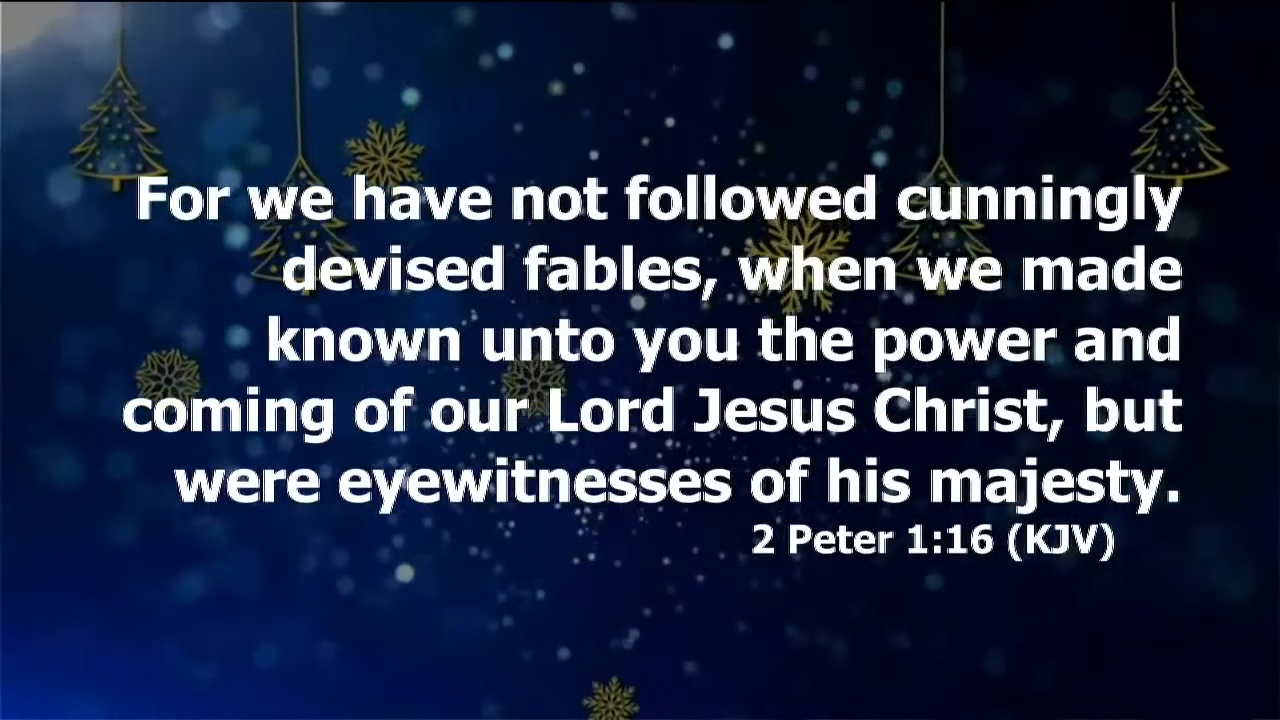 For we have not followed cunningly
devised fables, when we made
known unto you the power and
coming of our Lord Jesus Christ, but
were eyewitnesses of his majesty.
2 Peter 1:16 (KJV)